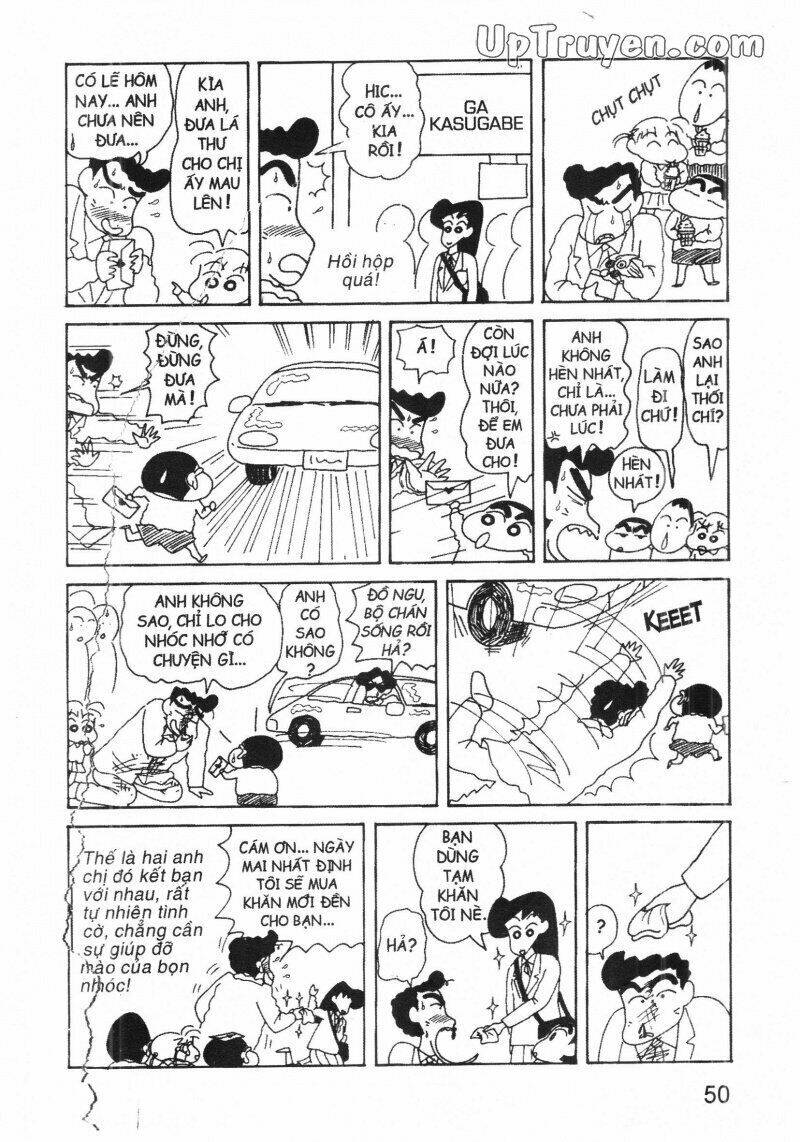 UpTruyen.com
CHỤT CHỤT
HIC...
CÔ ẤY...
KIA
RỒI!
GA
KASUGABE
Hồi hộp
quá!
KÌA
ANH,
ĐƯA LÁ
THƯ
CHO CHỊ
ẤY MAU
LÊN!
CÓ LẼ HÔM
NAY... ANH
CHƯA NÊN
ĐƯA...
SAO
ANH
LẠI
THỐI
CHÍ?
LÀM
ĐI
CHỨ!
HÈN
NHÁT!
ANH
KHÔNG
HÈN NHÁT,
CHỈ LÀ...
CHƯA PHẢI
LÚC!
CÒN
ĐỢI LÚC
NÀO
NỮA?
THÔI,
ĐỂ EM
ĐƯA
CHO!
Á!
ĐỪNG,
ĐỪNG
ĐƯA
MÀ!
KEEET
ĐỒ NGU,
BỘ CHÁN
SỐNG RỒI
HẢ?
ANH
CÓ
SAO
KHÔNG
?
ANH KHÔNG
SAO, CHỈ LO CHO
NHÓC NHỠ CÓ
CHUYỆN GÌ...
?
BẠN
DÙNG
TẠM
KHĂN
TÔI NÈ.
HẢ?
CÁM ƠN... NGÀY
MAI NHẤT ĐỊNH
TÔI SẼ MUA
KHĂN MỚI ĐỀN
CHO BẠN...
Thế là hai anh
chị đó kết bạn
với nhau, rất
tự nhiên tình
cờ, chẳng cần
sự giúp đỡ
nào của bọn
nhóc!
50